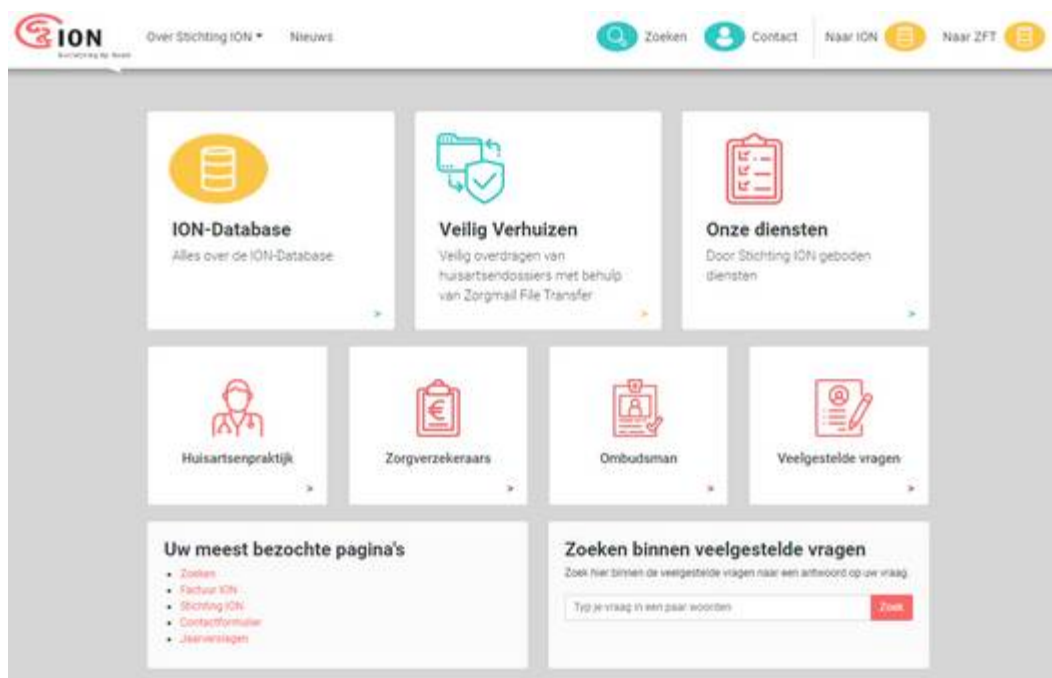 ION
Over Stichting ION
Nieuws
Zoeken
Contact
Naar ION
Naar ZFT
ION-Database
Alles over de ION-Database
>
Veilig Verhuizen
Veilig overdragen van
huisartsendossiers met behulp
van Zorgmail File Transfer
>
Onze diensten
Door Stichting ION geboden
diensten
>
Huisartsenpraktijk
>
Zorgverzekeraars
>
Ombudsman
>
Veelgestelde vragen
>
Uw meest bezochte pagina's
Zoeken
Factuur ION
Stichting ION
Contactformulier
Jaarverslagen
Zoeken binnen veelgestelde vragen
Zoek hier binnen de veelgestelde vragen naar een antwoord op uw vraag
Typ je vraag in een paar woorden
Zoek